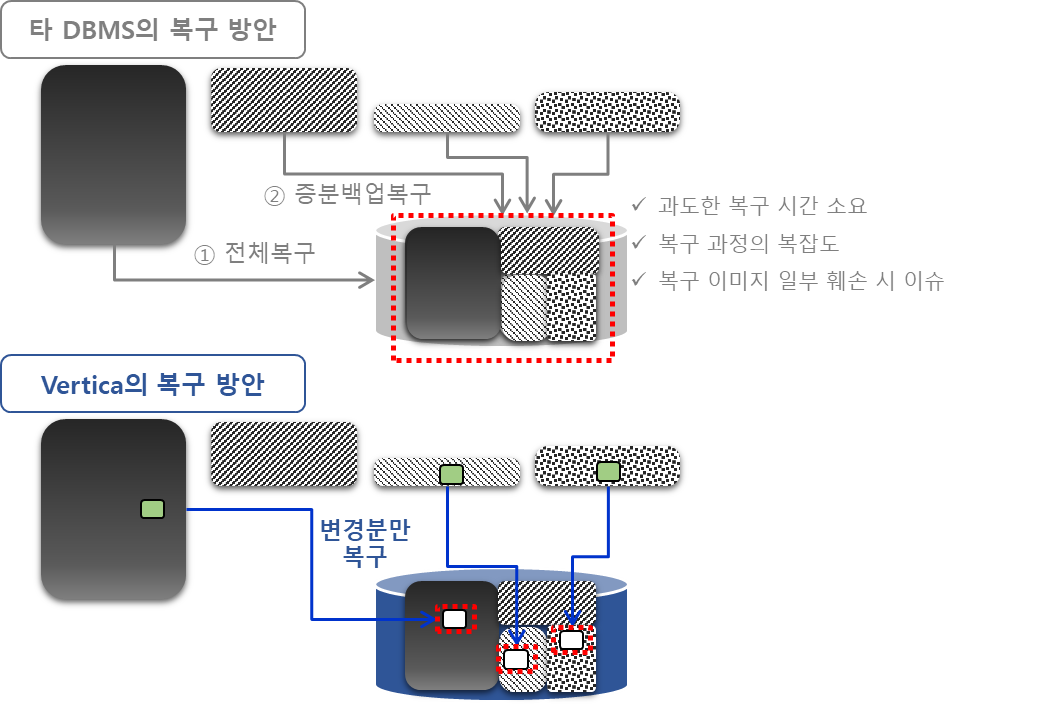 타 DBMS의 복구 방안
② 증분백업복구
① 전체복구
✓ 과도한 복구 시간 소요
✓ 복구 과정의 복잡도
✓ 복구 이미지 일부 훼손 시 이슈
Vertica의 복구 방안
변경분만
복구